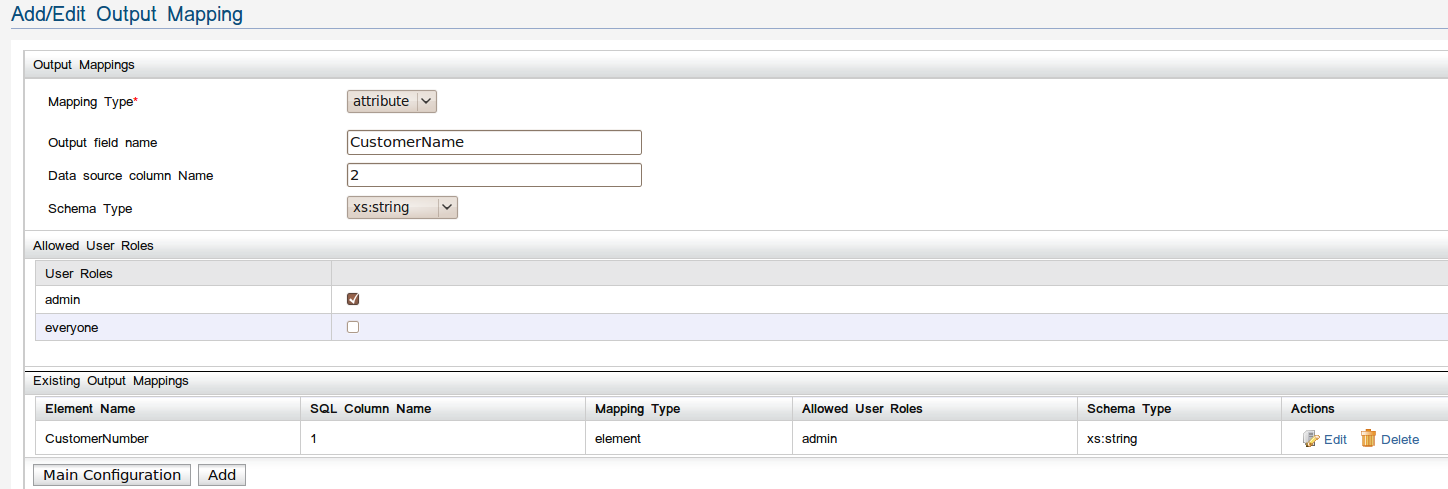 Add/Edit Output Mapping
Output Mappings
Mapping Type* attribute
Output field name CustomerName
Data source column Name 2
Schema Type xs:string
Allowed User Roles
User Roles
admin
everyone
Existing Output Mappings
Element Name SQL Column Name Mapping Type Allowed User Roles Schema Type Actions
CustomerNumber 1 element admin xs:string Edit Delete
Main Configuration Add